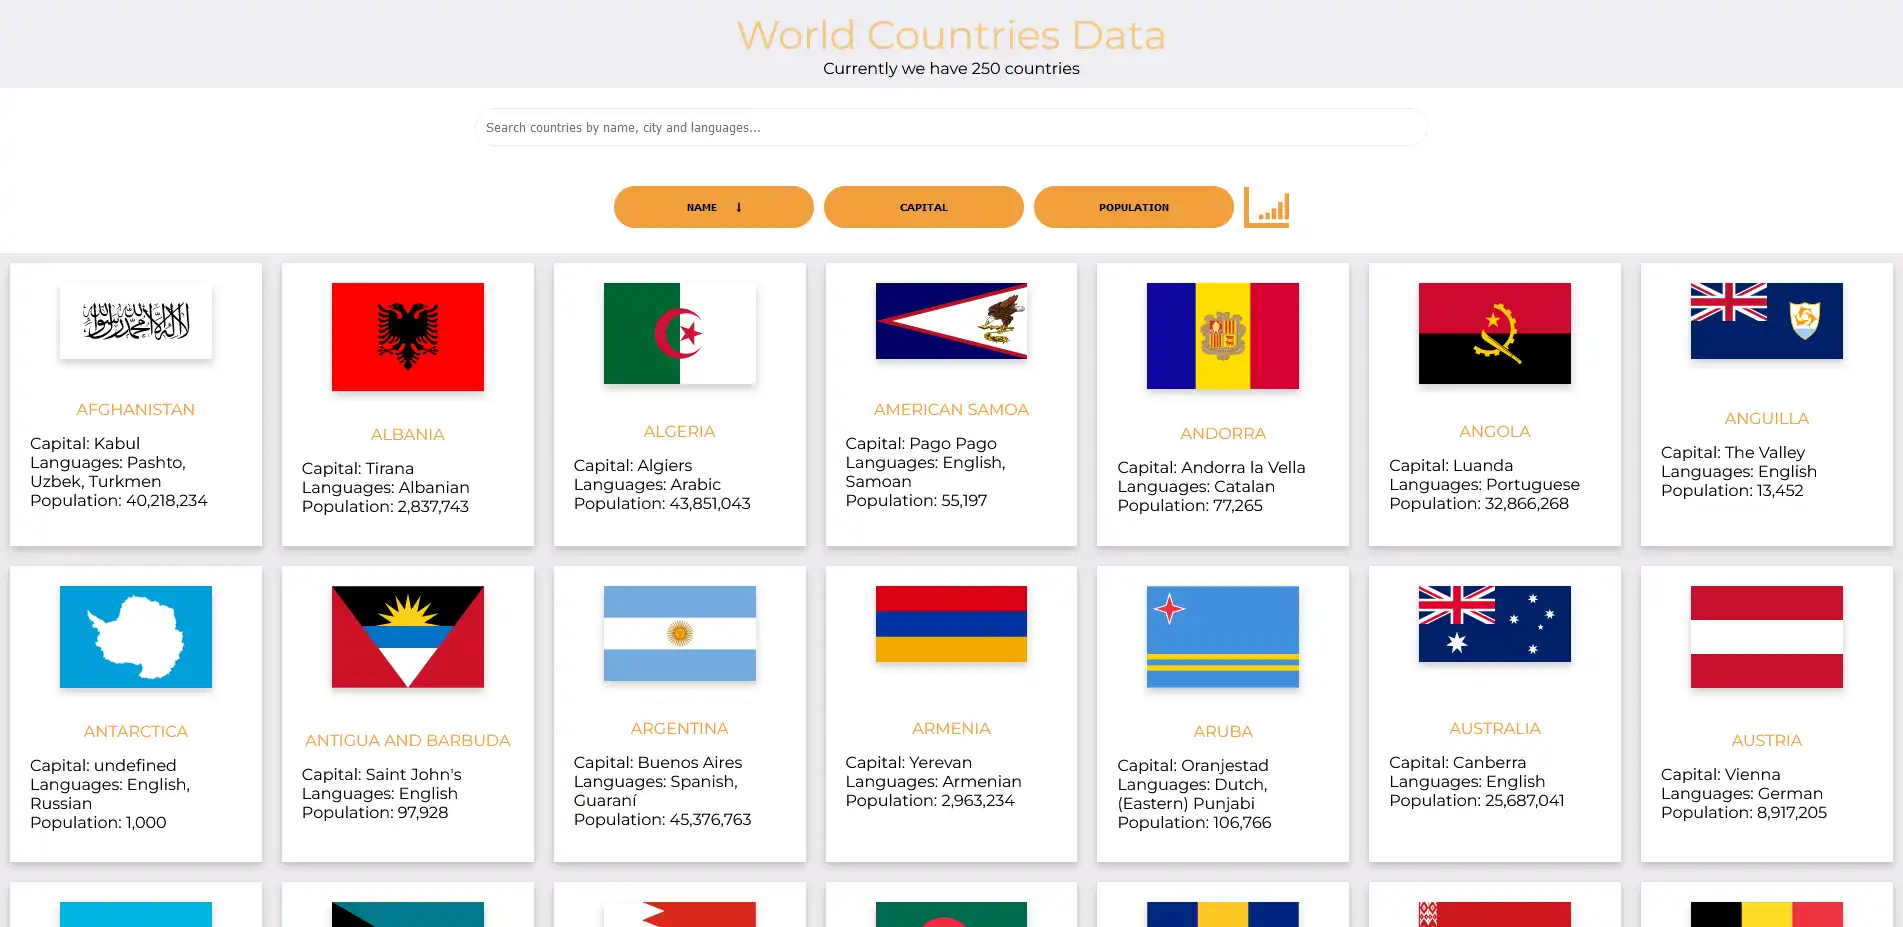 World Countries Data
Currently we have 250 countries
Search countries by name, city and languages...
NAME ↓
CAPITAL
POPULATION
AFGHANISTAN
Capital: Kabul
Languages: Pashto,
Uzbek, Turkmen
Population: 40,218,234
ALBANIA
Capital: Tirana
Languages: Albanian
Population: 2,837,743
ALGERIA
Capital: Algiers
Languages: Arabic
Population: 43,851,043
AMERICAN SAMOA
Capital: Pago Pago
Languages: English,
Samoan
Population: 55,197
ANDORRA
Capital: Andorra la Vella
Languages: Catalan
Population: 77,265
ANGOLA
Capital: Luanda
Languages: Portuguese
Population: 32,866,268
ANGUILLA
Capital: The Valley
Languages: English
Population: 13,452
ANTARCTICA
Capital: undefined
Languages: English,
Russian
Population: 1,000
ANTIGUA AND BARBUDA
Capital: Saint John's
Languages: English
Population: 97,928
ARGENTINA
Capital: Buenos Aires
Languages: Spanish,
Guaraní
Population: 45,376,763
ARMENIA
Capital: Yerevan
Languages: Armenian
Population: 2,963,234
ARUBA
Capital: Oranjestad
Languages: Dutch,
(Eastern) Punjabi
Population: 106,766
AUSTRALIA
Capital: Canberra
Languages: English
Population: 25,687,041
AUSTRIA
Capital: Vienna
Languages: German
Population: 8,917,205